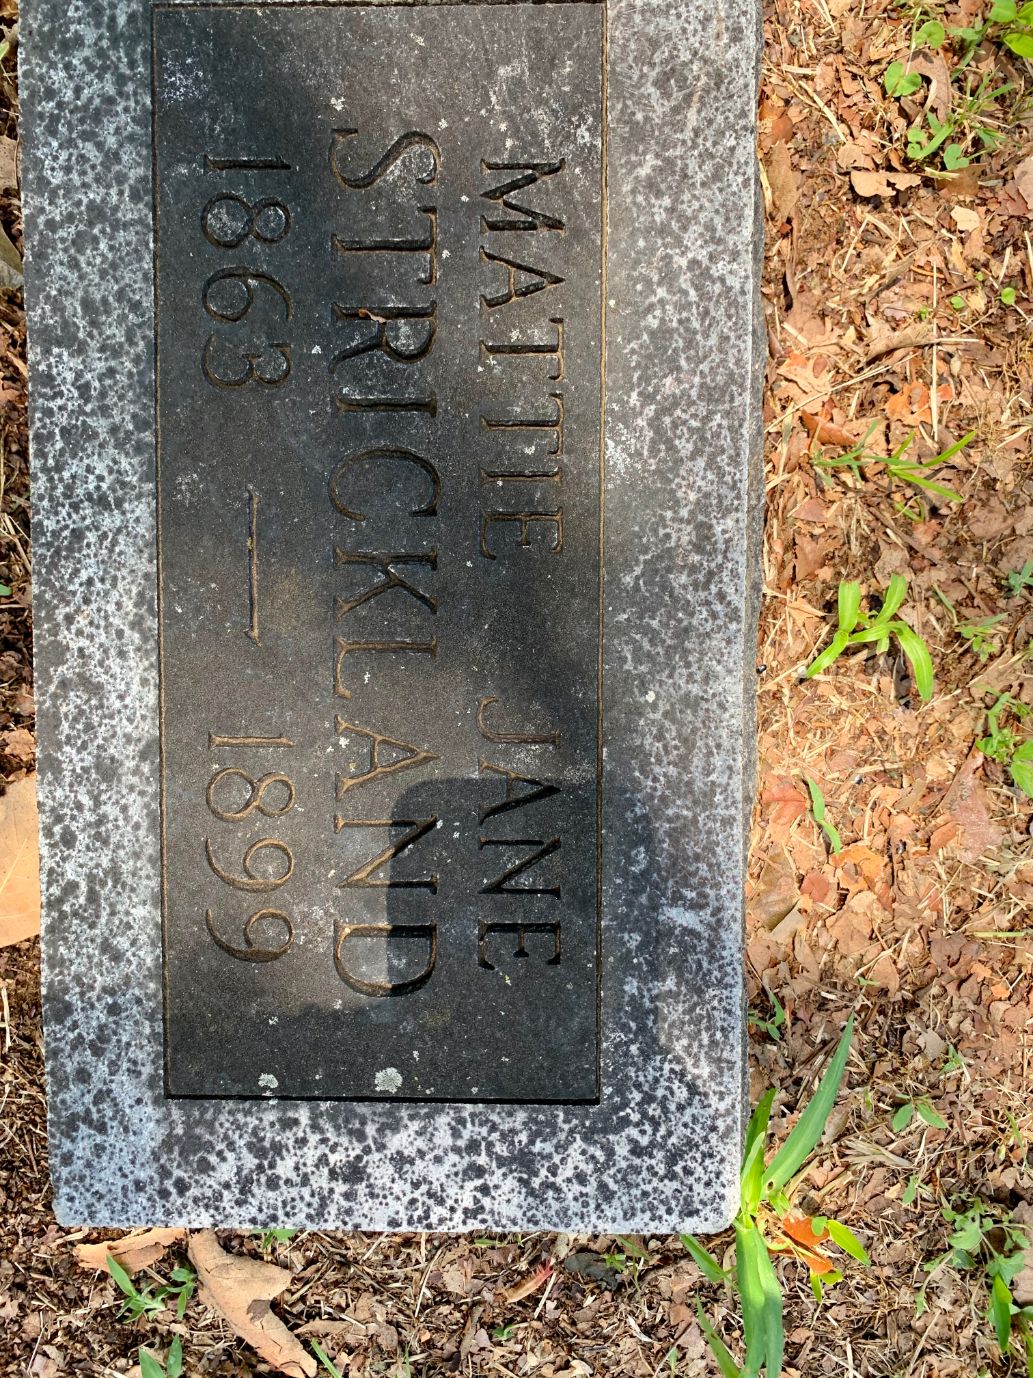 MATTIE JANE
STRICKLAND
1863 — 1899